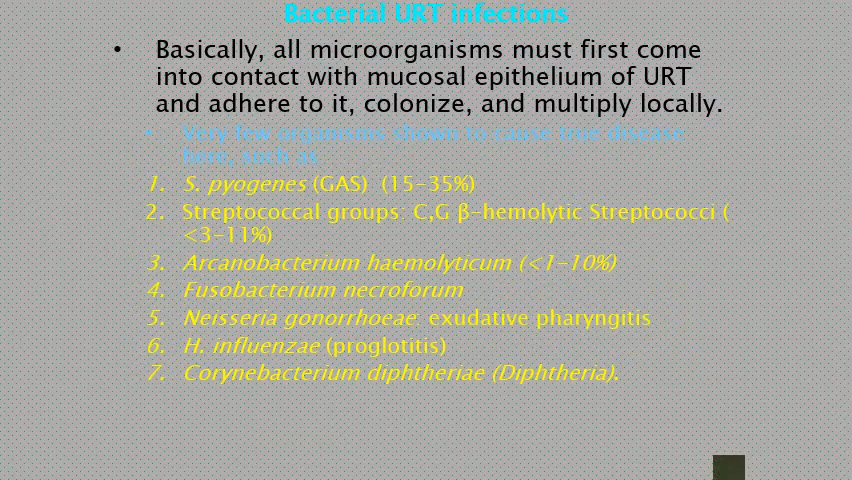 Bacterial URT infections
• Basically, all microorganisms must first come
into contact with mucosal epithelium of URT
and adhere to it, colonize, and multiply locally.
• Very few organisms shown to cause true disease
here, such as
1. S. pyogenes (GAS) (15-35%)
2. Streptococcal groups: C,G β-hemolytic Streptococci (
<3-11%)
3. Arcanobacterium haemolyticum (<1-10%)
4. Fusobacterium necroforum
5. Neisseria gonorrhoeae: exudative pharyngitis
6. H. influenzae (proglotitis)
7. Corynebacterium diphtheriae (Diphtheria).